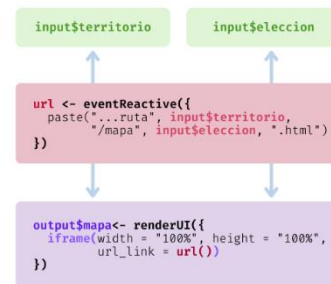 input$territorio
input$eleccion
url <- eventReactive({
paste("...ruta", input$territorio,
"/mapa", input$eleccion, ".html")
})
output$mapa<- renderUI({
iframe(width = "100%", height = "100%",
url_link = url())
})